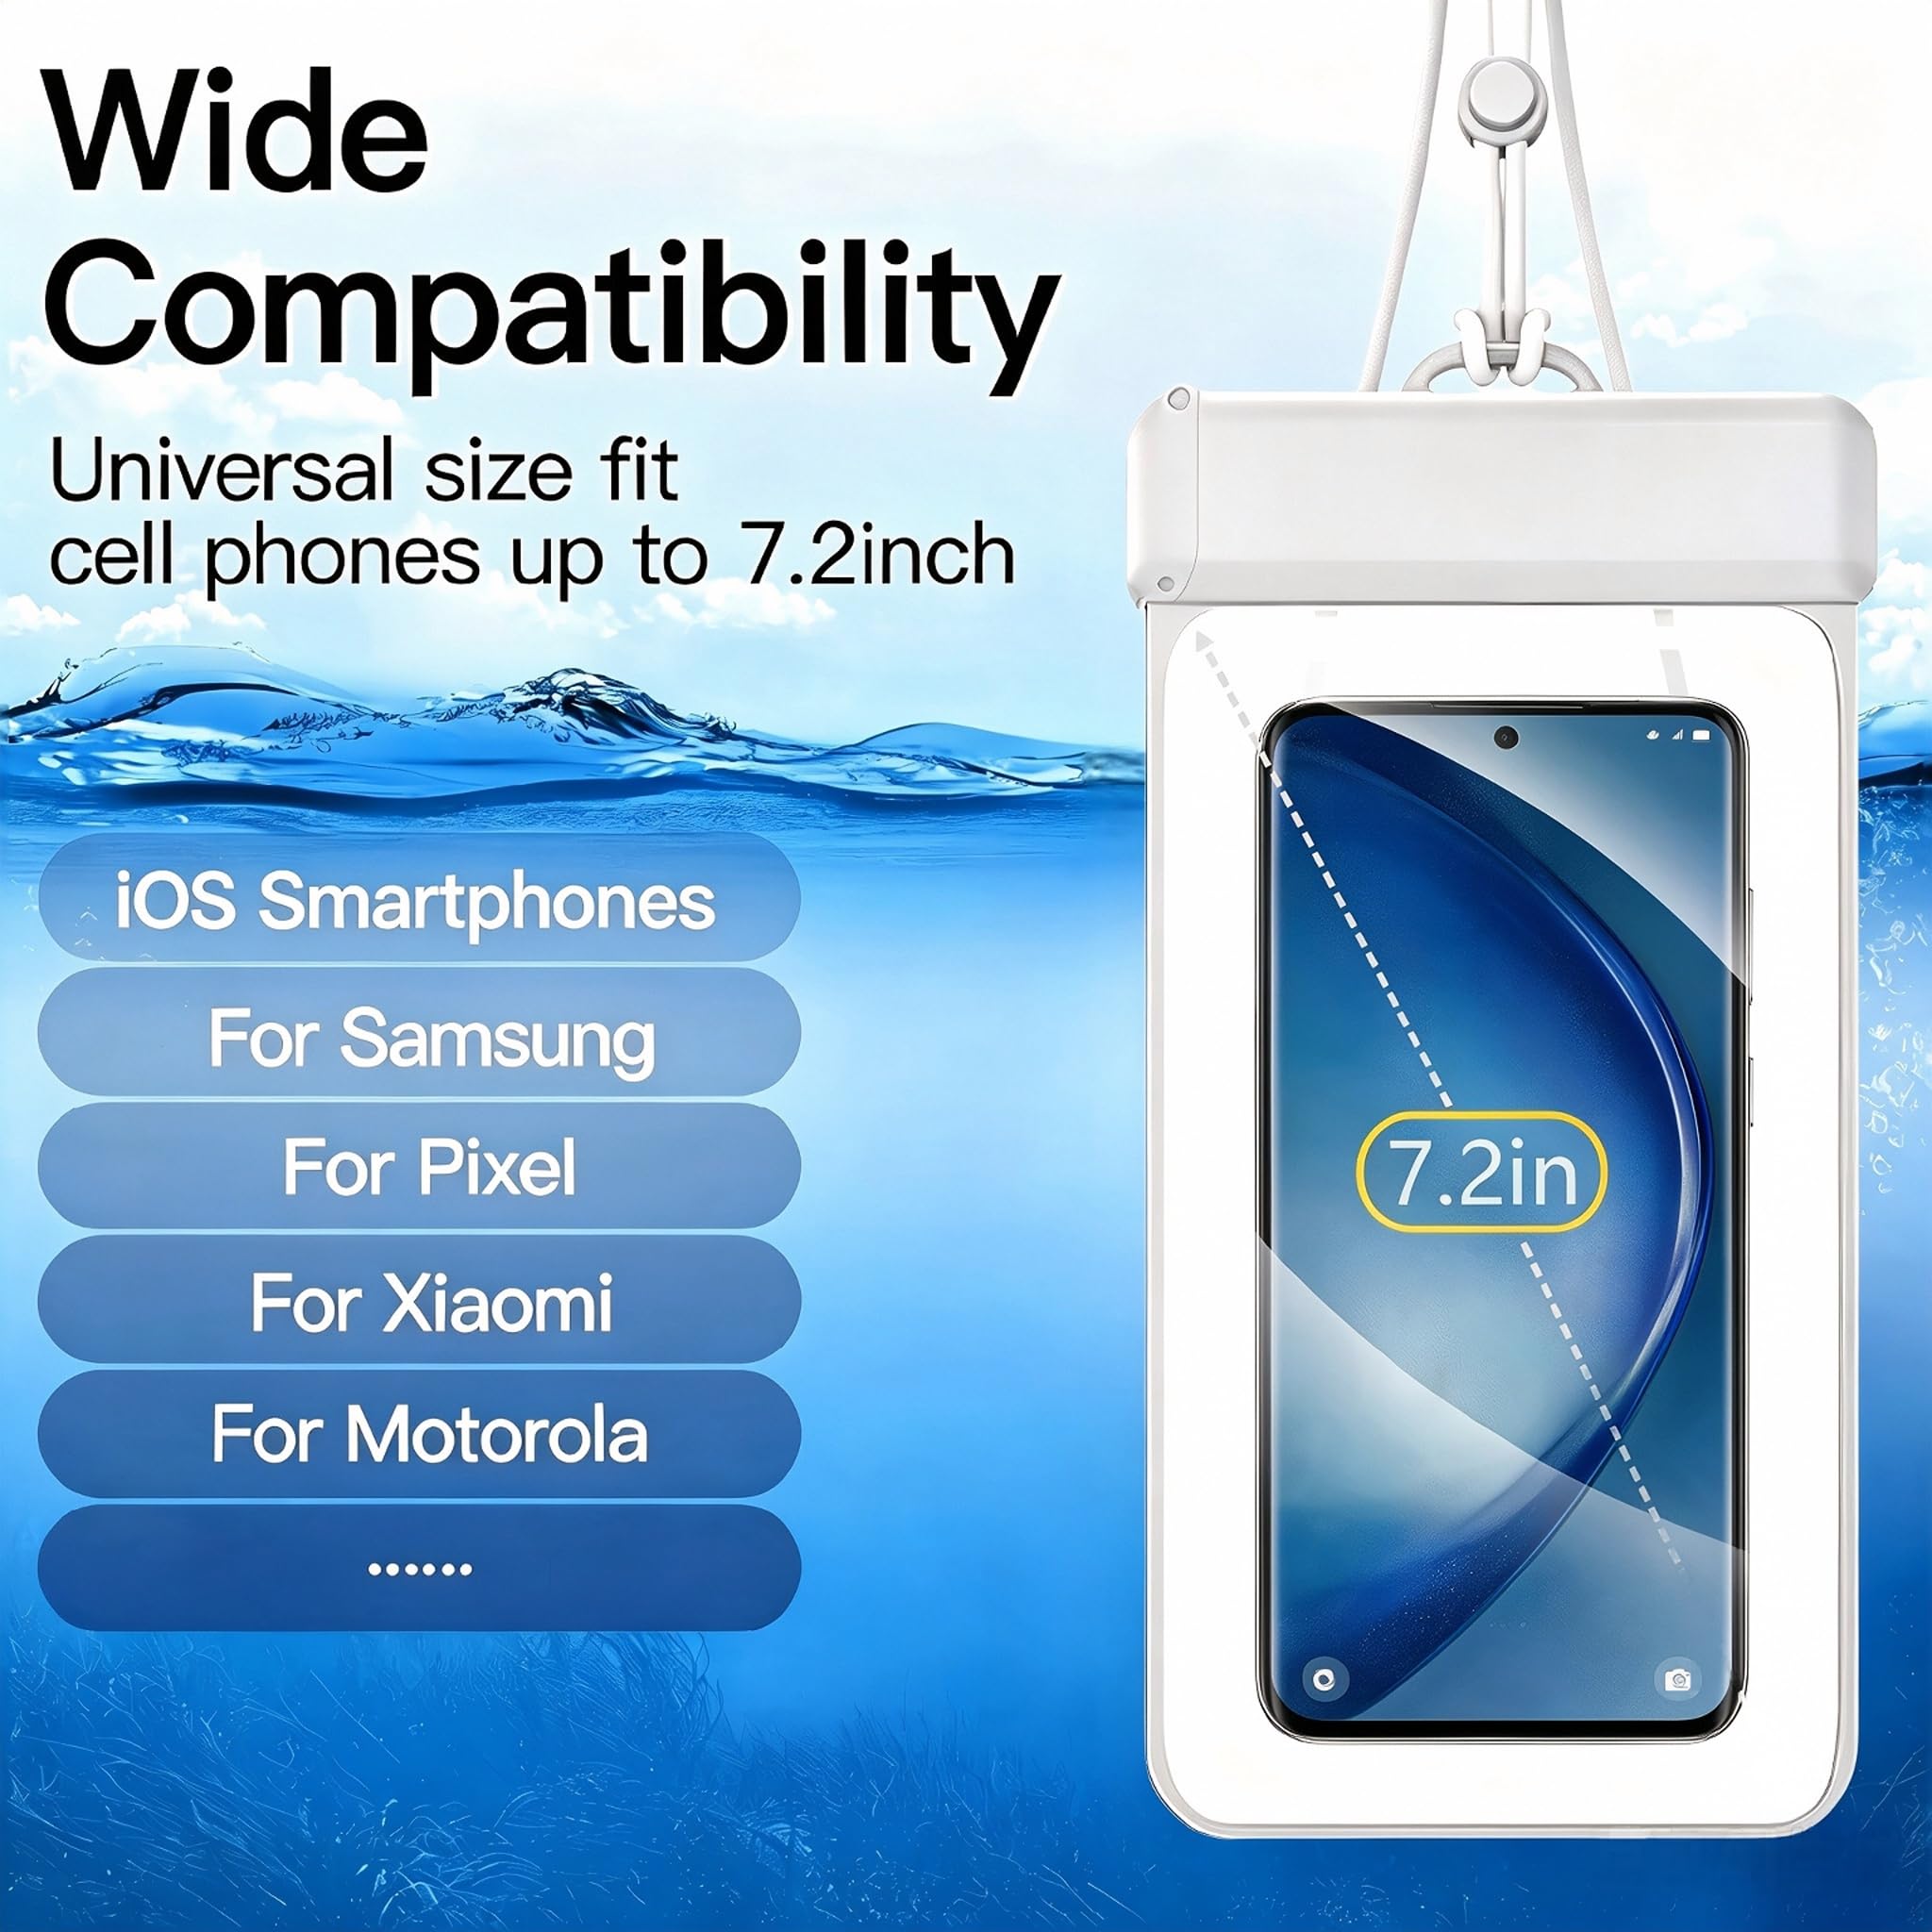 Wide
Compatibility
Universal size fit
cell phones up to 7.2inch
iOS Smartphones
For Samsung
For Pixel
For Xiaomi
For Motorola
······
7.2in